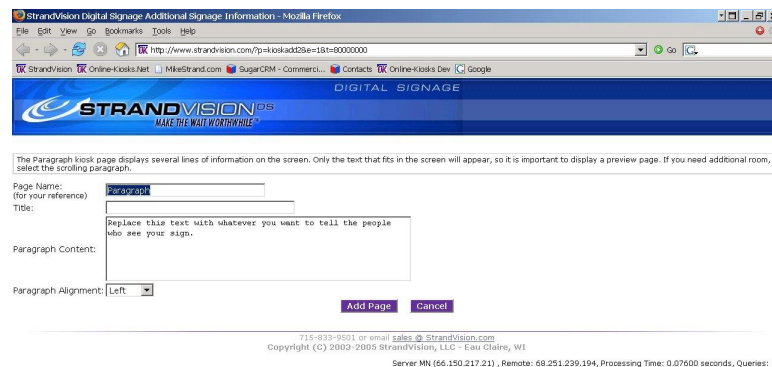 StrandVision Digital Signage Additional Signage Information - Mozilla Firefox
File Edit View Go Bookmarks Tools Help
http://www.strandvision.com/?p=kioskadd2&e=1&t=80000000 Go
StrandVision Online-Kiosks.Net MikeStrand.com SugarCRM - Commerci... Contacts Online-Kiosks Dev Google
DIGITAL SIGNAGE
STRANDVISION DS
MAKE THE WAIT WORTHWHILE
The Paragraph kiosk page displays several lines of information on the screen. Only the text that fits in the screen will appear, so it is important to display a preview page. If you need additional room,
select the scrolling paragraph.
Page Name: Paragraph
(for your reference)
Title:
Replace this text with whatever you want to tell the people
who see your sign.
Paragraph Content:
Paragraph Alignment: Left
Add Page Cancel
715-833-9501 or email sales @ StrandVision.com
Copyright (C) 2003-2005 StrandVision, LLC - Eau Claire, WI
Server MN (66.150.217.21) , Remote: 68.251.239.194, Processing Time: 0.07600 seconds, Queries: